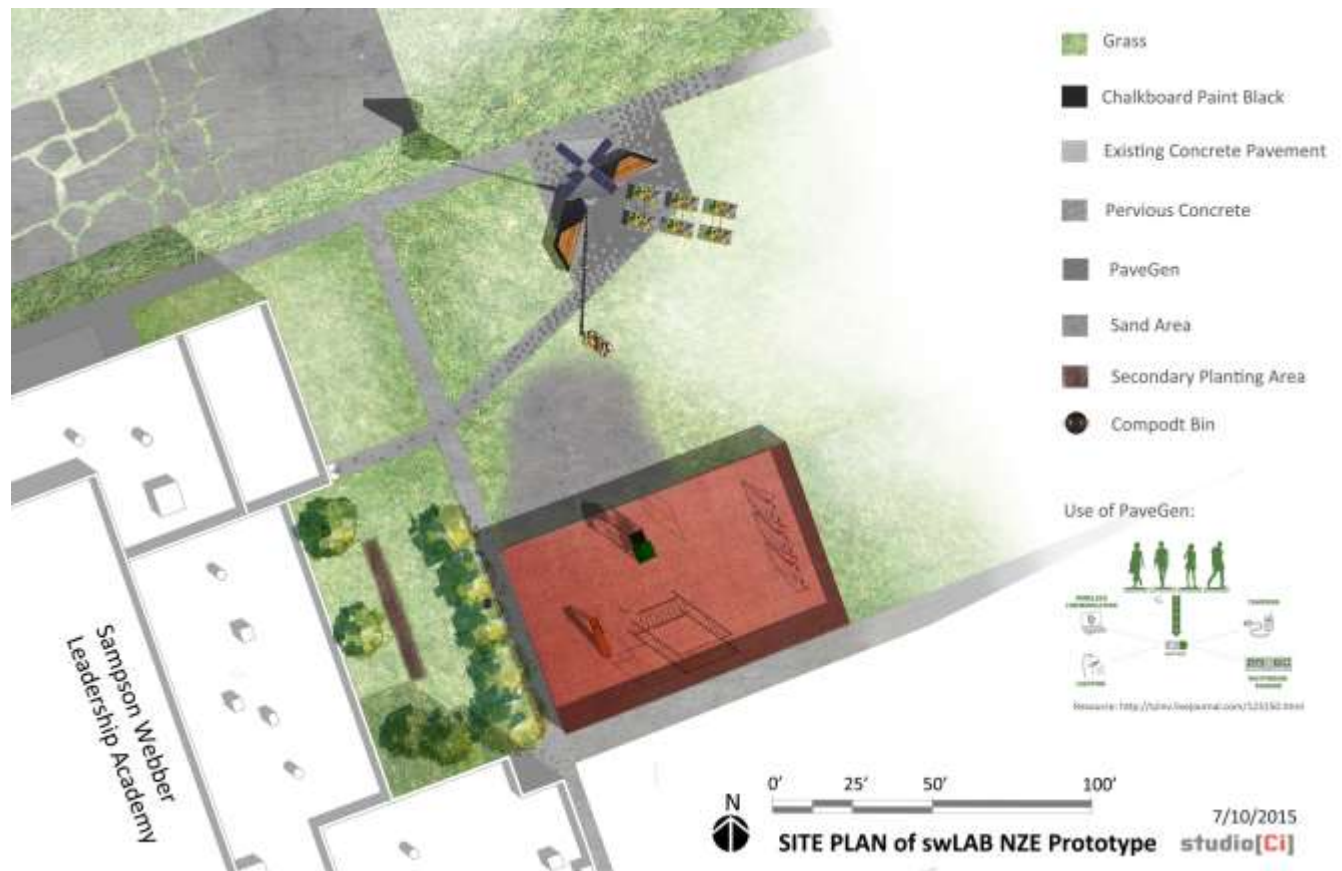 Grass
Chalkboard Paint Black
Existing Concrete Pavement
Pervious Concrete
PaveGen
Sand Area
Secondary Planting Area
Compodt Bin
Use of PaveGen:
Sampson Webber
Leadership Academy
0' 25' 50' 100'
N
SITE PLAN of swLAB NZE Prototype
7/10/2015
studio[Ci]